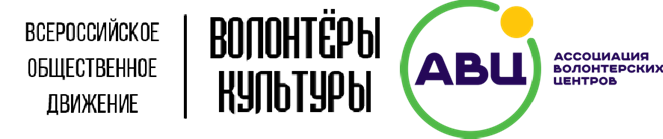 ВСЕРОССИЙСКОЕ
ОБЩЕСТВЕННОЕ
ДВИЖЕНИЕ
ВОЛОНТЁРЫ
КУЛЬТУРЫ
АВЦ
АССОЦИАЦИЯ
ВОЛОНТЕРСКИХ
ЦЕНТРОВ